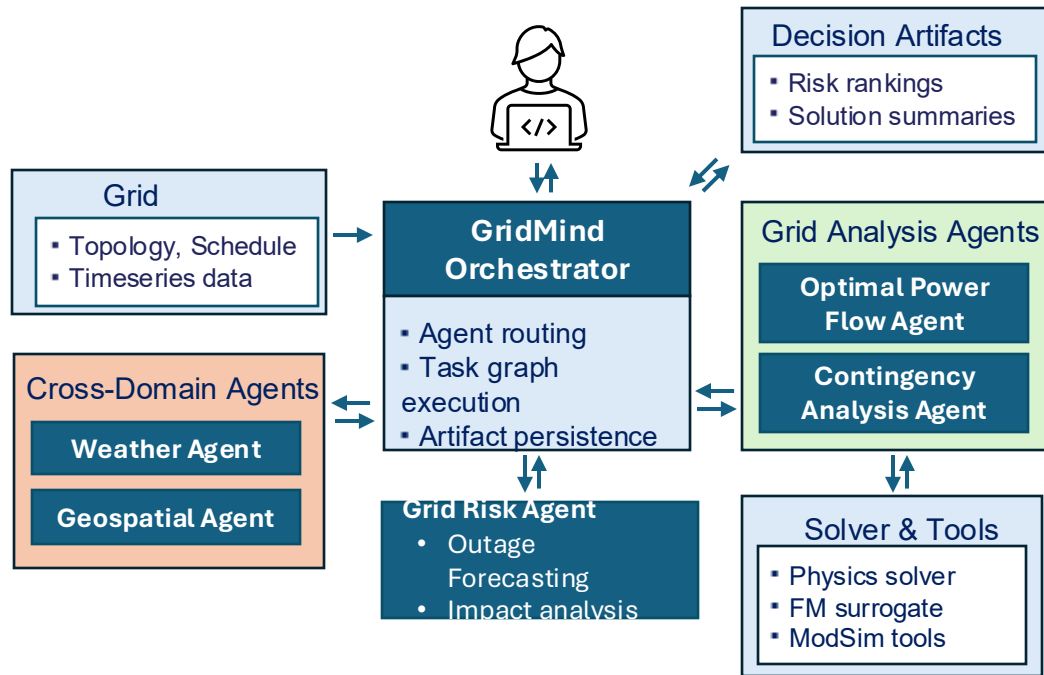 </>
Decision Artifacts
▪ Risk rankings
▪ Solution summaries
Grid
▪ Topology, Schedule
▪ Timeseries data
GridMind
Orchestrator
▪ Agent routing
▪ Task graph
execution
▪ Artifact persistence
Grid Analysis Agents
Optimal Power
Flow Agent
Contingency
Analysis Agent
Cross-Domain Agents
Weather Agent
Geospatial Agent
Grid Risk Agent
• Outage
Forecasting
• Impact analysis
Solver & Tools
▪ Physics solver
▪ FM surrogate
▪ ModSim tools